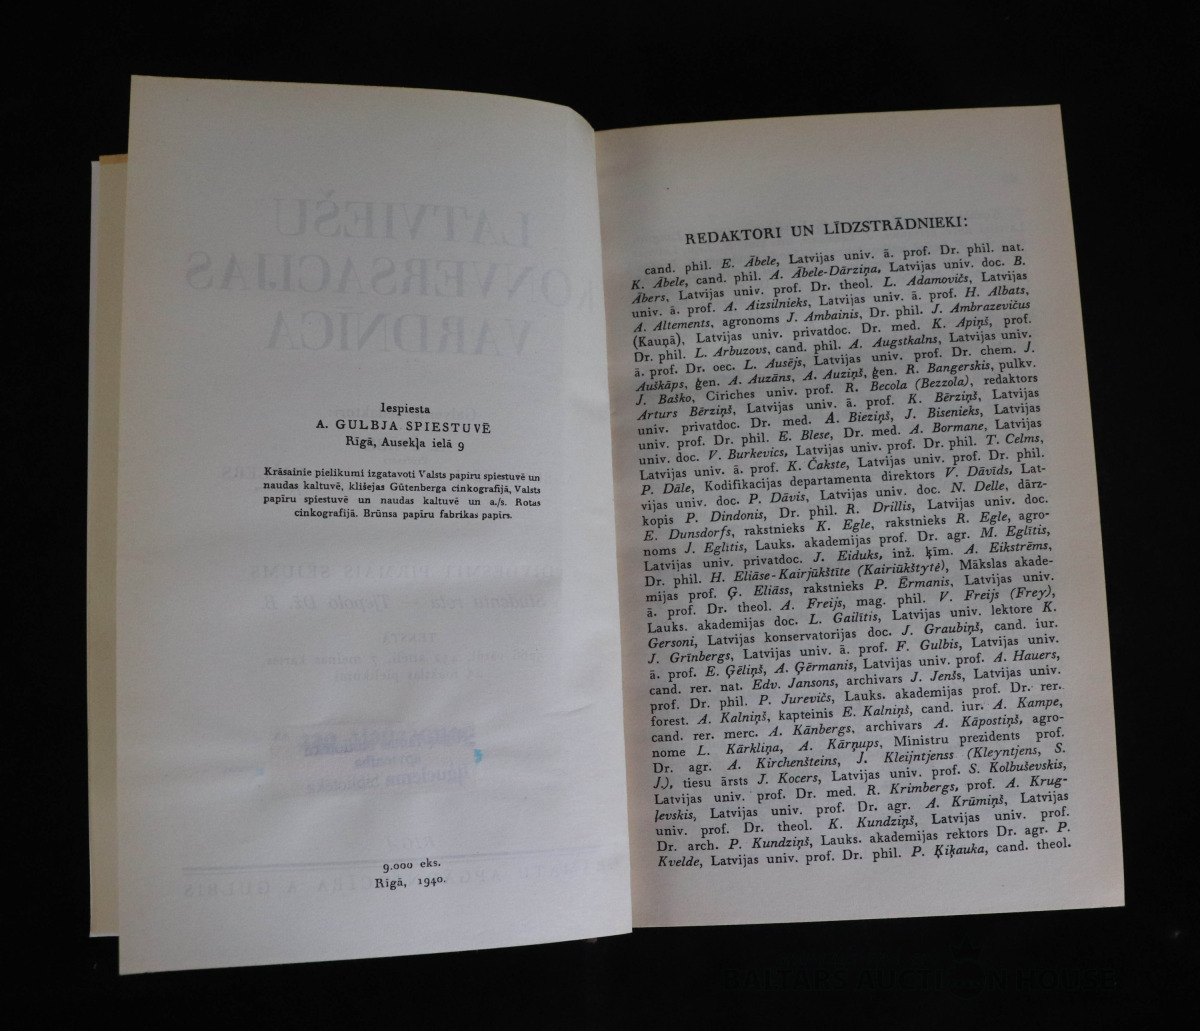 Iespiesta
A. GULBJA SPIESTUVĒ
Rīgā, Ausekļa ielā 9
Krāsainie pielikumi izgatavoti Valsts papīru spiestuvē un
naudas kaltuvē, klišejas Gūtenberga cinkografijā, Valsts
papīru spiestuvē un naudas kaltuvē un a./s. Rotas
cinkografijā. Brūnsa papīru fabrikas papīrs.
9.000 eks.
Rīgā, 1940.
REDAKTORI UN LĪDZSTRĀDNIEKI:
cand. phil. E. Ābele, Latvijas univ. ā. prof. Dr. phil. nat.
K. Ābele, cand. phil. A. Ābele-Dārziņa, Latvijas univ. doc. B.
Ābers, Latvijas univ. prof. Dr. theol. L. Adamovičs, Latvijas
univ. ā. prof. A. Aizsilnieks, Latvijas univ. ā. prof. H. Albats,
A. Altements, agronoms J. Ambainis, Dr. phil. J. Ambrazevičus
(Kauņā), Latvijas univ. privatdoc. Dr. med. K. Apiņš, prof.
Dr. phil. L. Arbuzovs, cand. phil. A. Augstkalns, Latvijas univ.
ā. prof. Dr. oec. L. Ausējs, Latvijas univ. prof. Dr. chem. J.
Auškāps, ģen. A. Auzāns, A. Auziņš, ģen. R. Bangerskis, pulkv.
J. Baško, Cīriches univ. prof. R. Becola (Bezzola), redaktors
Arturs Bērziņš, Latvijas univ. ā. prof. K. Bērziņš, Latvijas
univ. privatdoc. Dr. med. A. Bieziņš, J. Bisenieks, Latvijas
univ. prof. Dr. phil. E. Blese, Dr. med. A. Bormane, Latvijas
univ. doc. V. Burkevics, Latvijas univ. prof. Dr. phil. T. Celms,
Latvijas univ. ā. prof. K. Čakste, Latvijas univ. prof. Dr. phil.
P. Dāle, Kodifikacijas departamenta direktors V. Dāvids, Lat-
vijas univ. doc. P. Dāvis, Latvijas univ. doc. N. Delle, dārz-
kopis P. Dindonis, Dr. phil. R. Drillis, Latvijas univ. doc.
E. Dunsdorfs, rakstnieks K. Egle, rakstnieks R. Egle, agro-
noms J. Eglītis, Lauks. akademijas prof. Dr. agr. M. Eglītis,
Latvijas univ. privatdoc. J. Eiduks, inž. ķīm. A. Eikstrēms,
Dr. phil. H. Eliāse-Kairjūkštīte (Kairiūkštytė), Mākslas akade-
mijas prof. Ģ. Eliāss, rakstnieks P. Ērmanis, Latvijas univ.
ā. prof. Dr. theol. A. Freijs, mag. phil. V. Freijs (Frey),
Lauks. akademijas doc. L. Gailītis, Latvijas univ. lektore K.
Gersoni, Latvijas konservatorijas doc. J. Graubiņš, cand. iur.
J. Grīnbergs, Latvijas univ. ā. prof. F. Gulbis, Latvijas univ.
ā. prof. E. Ģēliņš, A. Ģērmanis, Latvijas univ. prof. A. Hauers,
cand. rer. nat. Edv. Jansons, archivars J. Jenšs, Latvijas univ.
prof. Dr. phil. P. Jurevičs, Lauks. akademijas prof. Dr. rer.
forest. A. Kalniņš, kapteinis E. Kalniņš, cand. iur. A. Kampe,
cand. rer. merc. A. Kānbergs, archivars A. Kāpostiņš, agro-
nome L. Kārkliņa, A. Kārņups, Ministru prezidents prof.
Dr. agr. A. Kirchenšteins, J. Kleijntjenss (Kleyntjens, S.
J.), tiesu ārsts J. Kocers, Latvijas univ. prof. S. Kolbuševskis,
Latvijas univ. prof. Dr. med. R. Krimbergs, prof. A. Krug-
ļevskis, Latvijas univ. prof. Dr. agr. A. Krūmiņš, Latvijas
univ. prof. Dr. theol. K. Kundziņš, Latvijas univ. prof.
Dr. arch. P. Kundziņš, Lauks. akademijas rektors Dr. agr. P.
Kvelde, Latvijas univ. prof. Dr. phil. P. Ķiķauka, cand. theol.
BALTARS AUCTION HOUSE